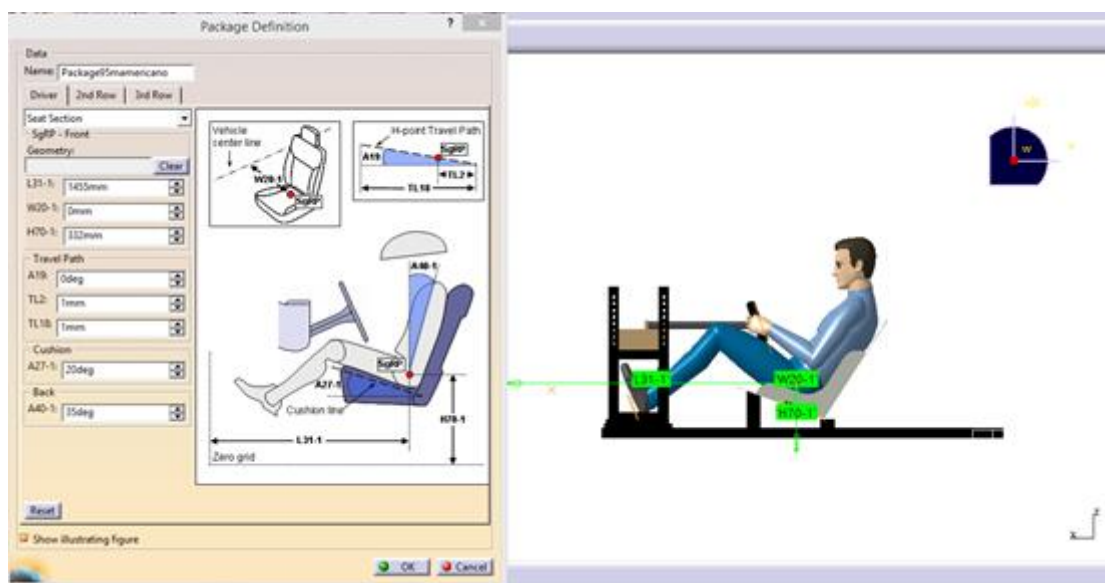 Package Definition
?
Data
Name: Package95mamericano
Driver
2nd Row
3rd Row
Seat Section
SgRP - Front
Geometry:
Clear
L31-1: 1455mm
W20-1: 0mm
H70-1: 332mm
Travel Path
A19: 0deg
TL2: 1mm
TL18: 1mm
Cushion
A27-1: 20deg
Back
A40-1: 35deg
Vehicle
center line
W20-1
SgRP
H-point Travel Path
A19
SgRP
TL2
TL18
A40-1
SgRP
A27-1
Cushion line
H70-1
L31-1
Zero grid
Reset
Show illustrating figure
OK
Cancel
W
L31-1
W20-1
H70-1
z
x